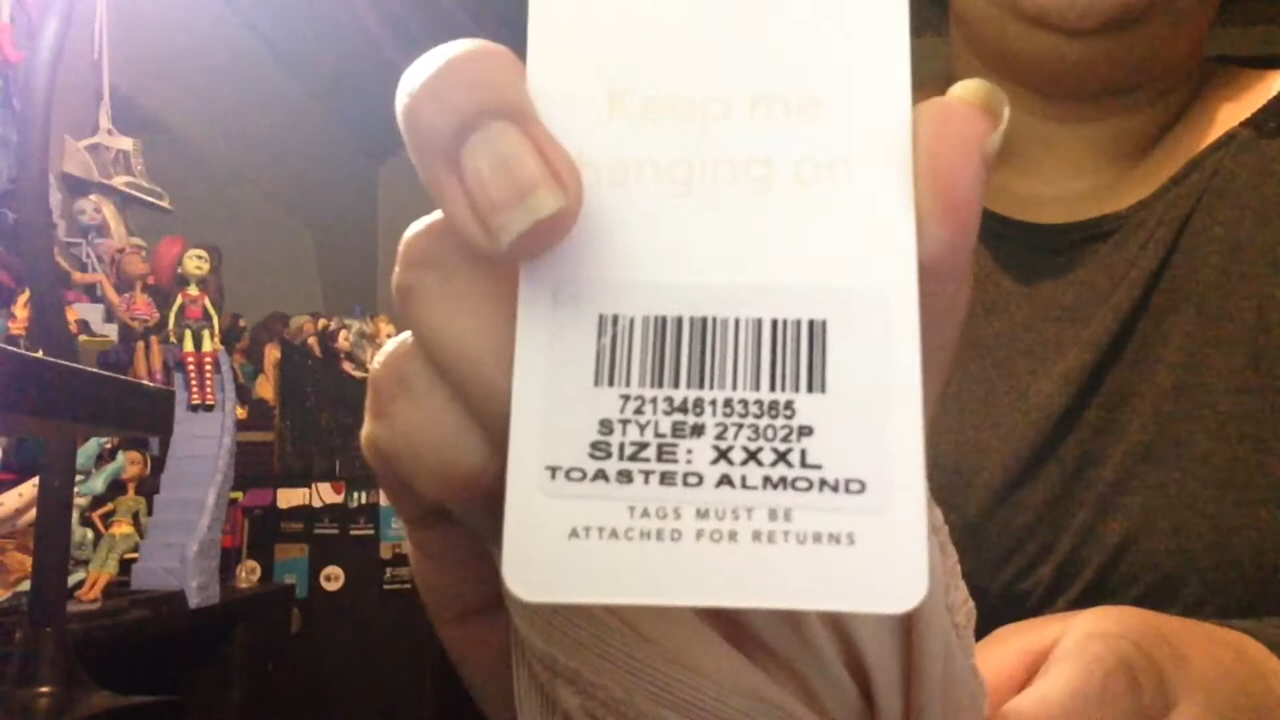 Keep me
hanging on
721346153365
STYLE# 27302P
SIZE: XXXL
TOASTED ALMOND
TAGS MUST BE
ATTACHED FOR RETURNS